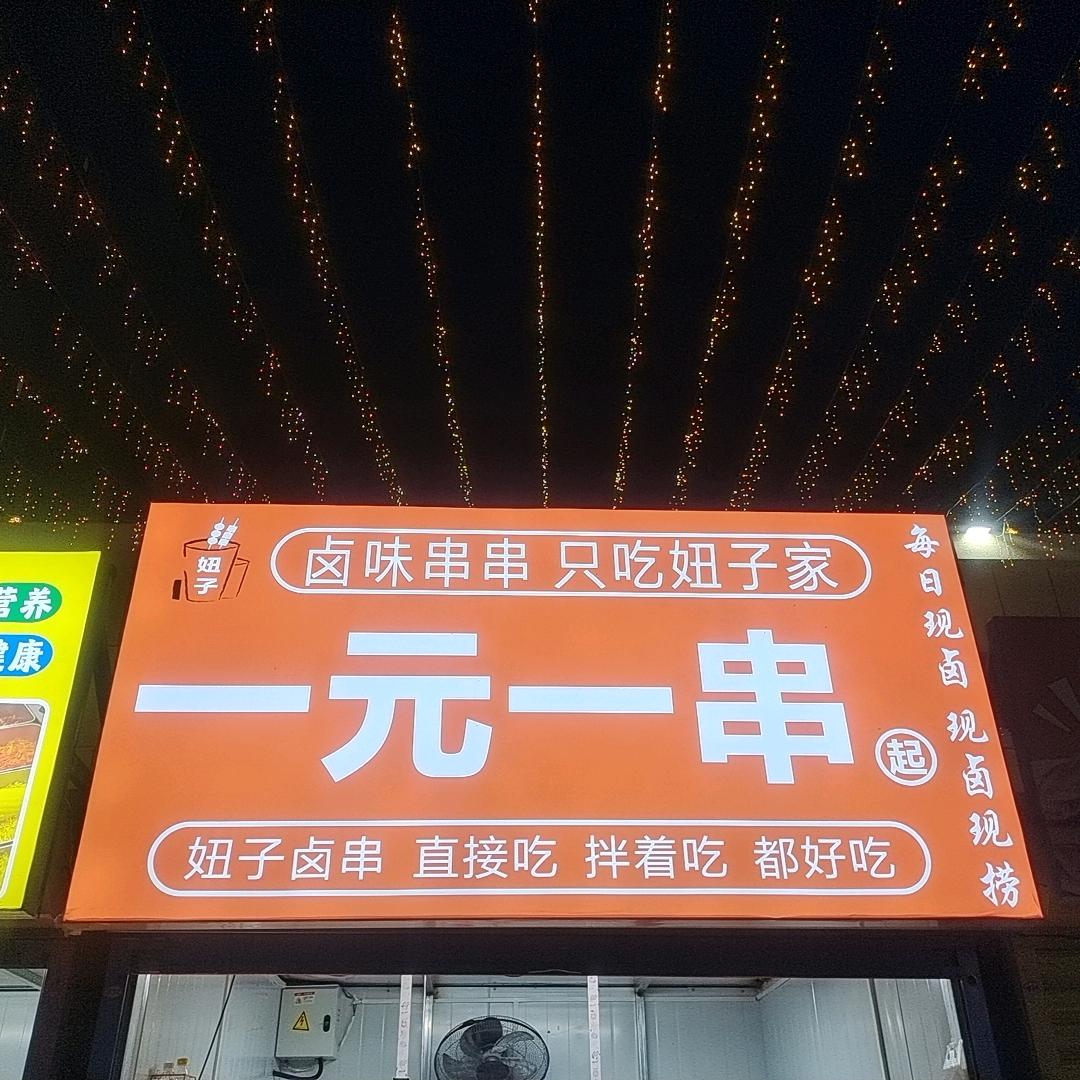 妞子
卤味串串 只吃妞子家
一元一串
起
妞子卤串 直接吃 拌着吃 都好吃
每日现卤 现卤现捞
营养
健康